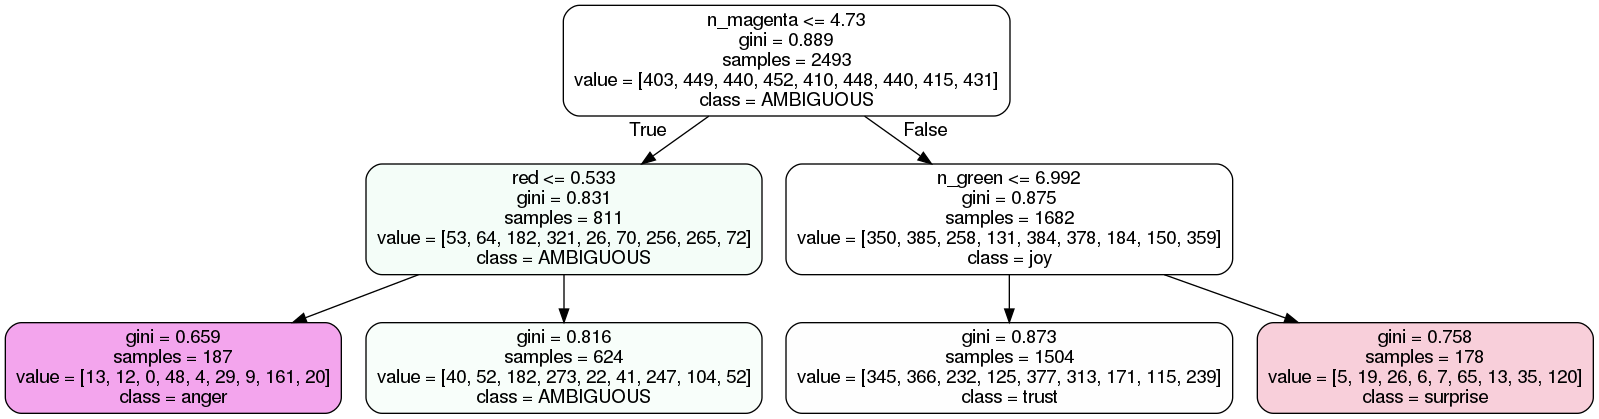 n_magenta <= 4.73
gini = 0.889
samples = 2493
value = [403, 449, 440, 452, 410, 448, 440, 415, 431]
class = AMBIGUOUS
True
False
red <= 0.533
gini = 0.831
samples = 811
value = [53, 64, 182, 321, 26, 70, 256, 265, 72]
class = AMBIGUOUS
n_green <= 6.992
gini = 0.875
samples = 1682
value = [350, 385, 258, 131, 384, 378, 184, 150, 359]
class = joy
gini = 0.659
samples = 187
value = [13, 12, 0, 48, 4, 29, 9, 161, 20]
class = anger
gini = 0.816
samples = 624
value = [40, 52, 182, 273, 22, 41, 247, 104, 52]
class = AMBIGUOUS
gini = 0.873
samples = 1504
value = [345, 366, 232, 125, 377, 313, 171, 115, 239]
class = trust
gini = 0.758
samples = 178
value = [5, 19, 26, 6, 7, 65, 13, 35, 120]
class = surprise